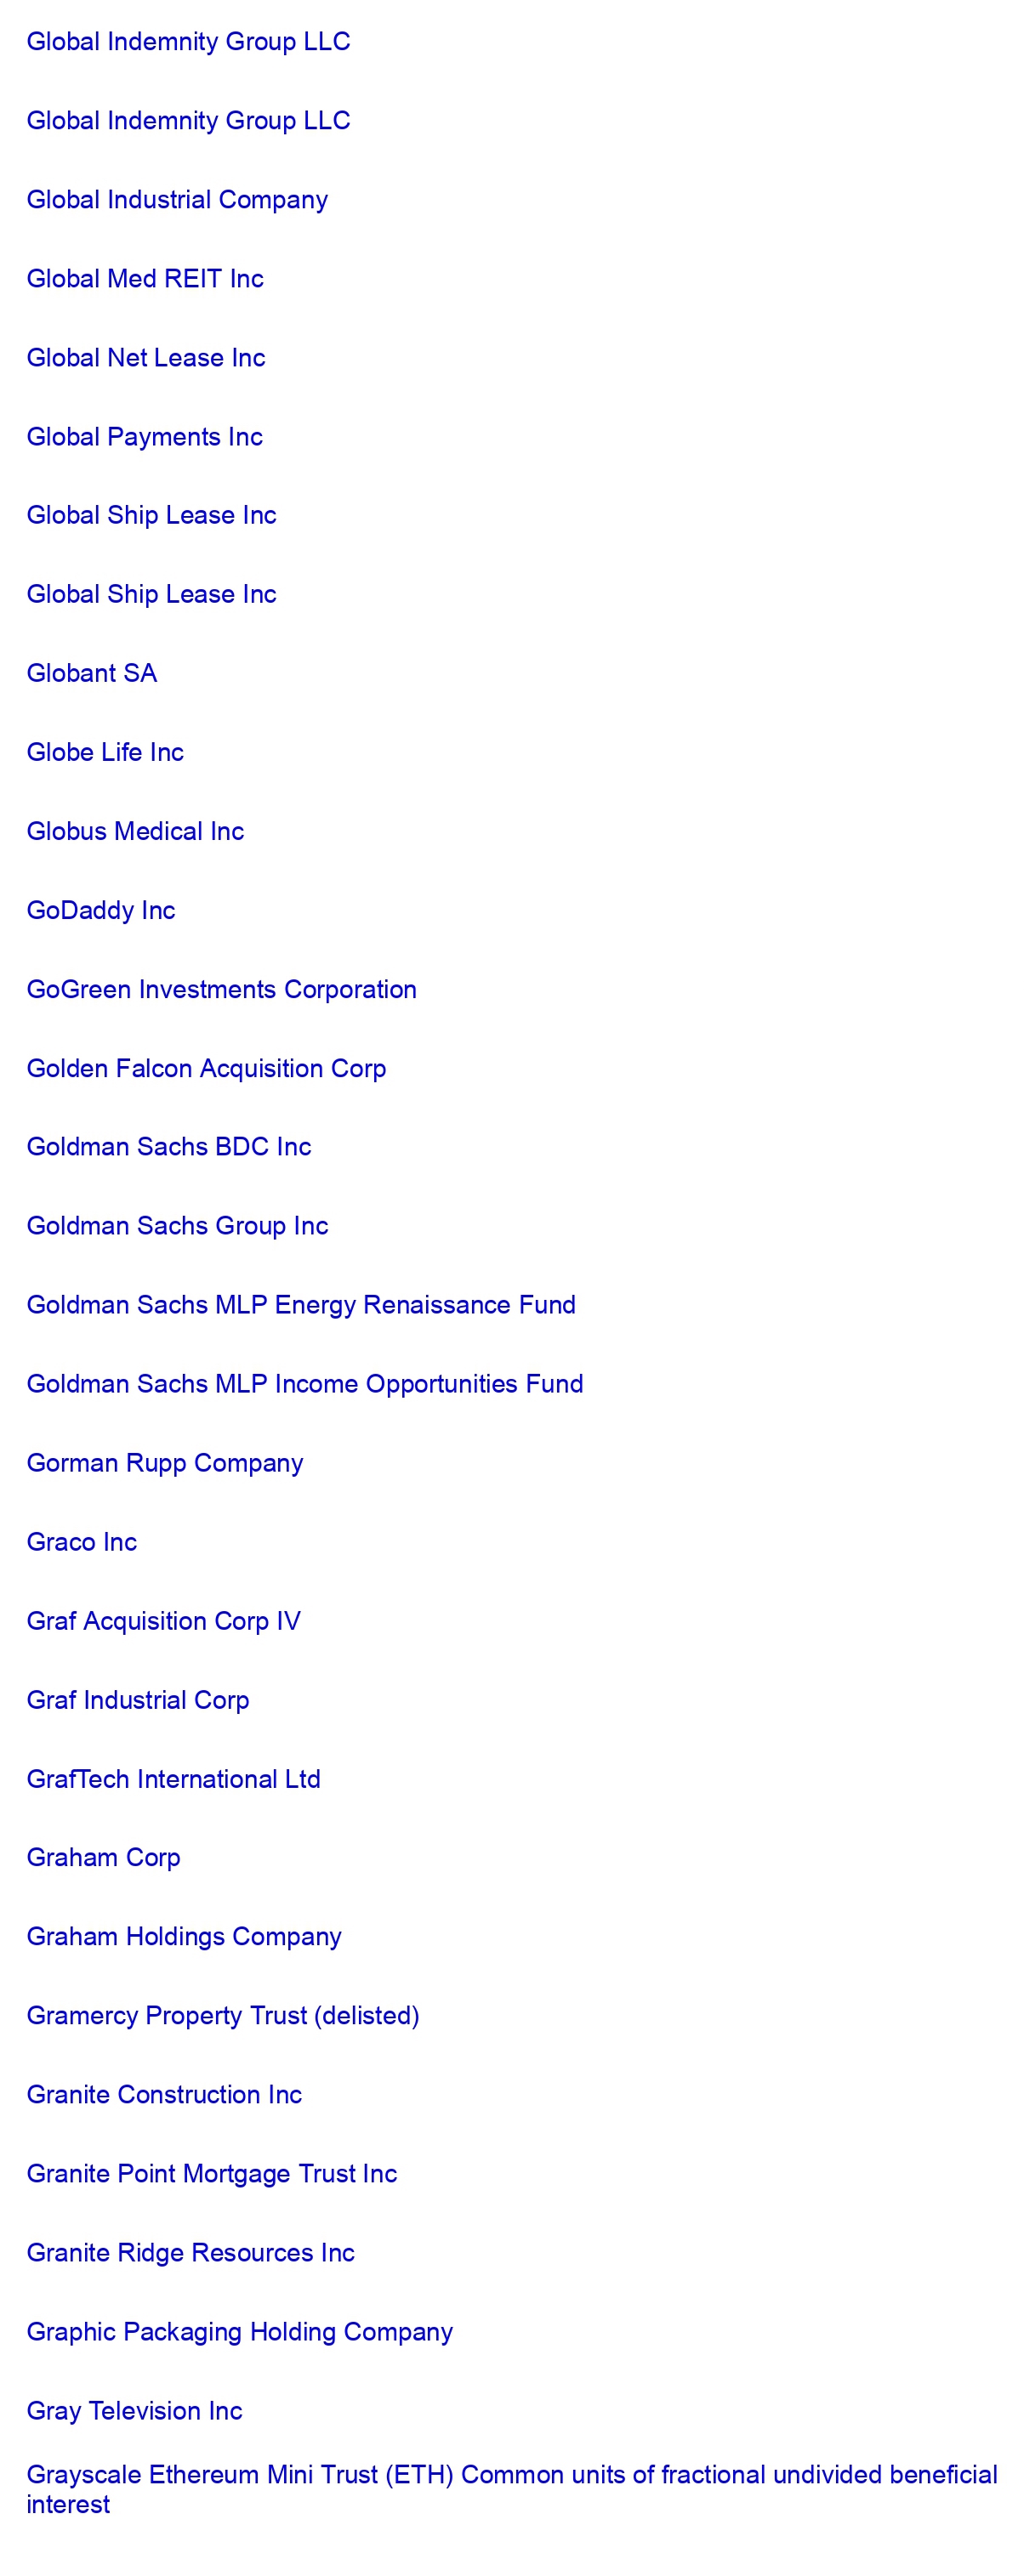 Global Indemnity Group LLC
Global Indemnity Group LLC
Global Industrial Company
Global Med REIT Inc
Global Net Lease Inc
Global Payments Inc
Global Ship Lease Inc
Global Ship Lease Inc
Globant SA
Globe Life Inc
Globus Medical Inc
GoDaddy Inc
GoGreen Investments Corporation
Golden Falcon Acquisition Corp
Goldman Sachs BDC Inc
Goldman Sachs Group Inc
Goldman Sachs MLP Energy Renaissance Fund
Goldman Sachs MLP Income Opportunities Fund
Gorman Rupp Company
Graco Inc
Graf Acquisition Corp IV
Graf Industrial Corp
GrafTech International Ltd
Graham Corp
Graham Holdings Company
Gramercy Property Trust (delisted)
Granite Construction Inc
Granite Point Mortgage Trust Inc
Granite Ridge Resources Inc
Graphic Packaging Holding Company
Gray Television Inc
Grayscale Ethereum Mini Trust (ETH) Common units of fractional undivided beneficial
interest